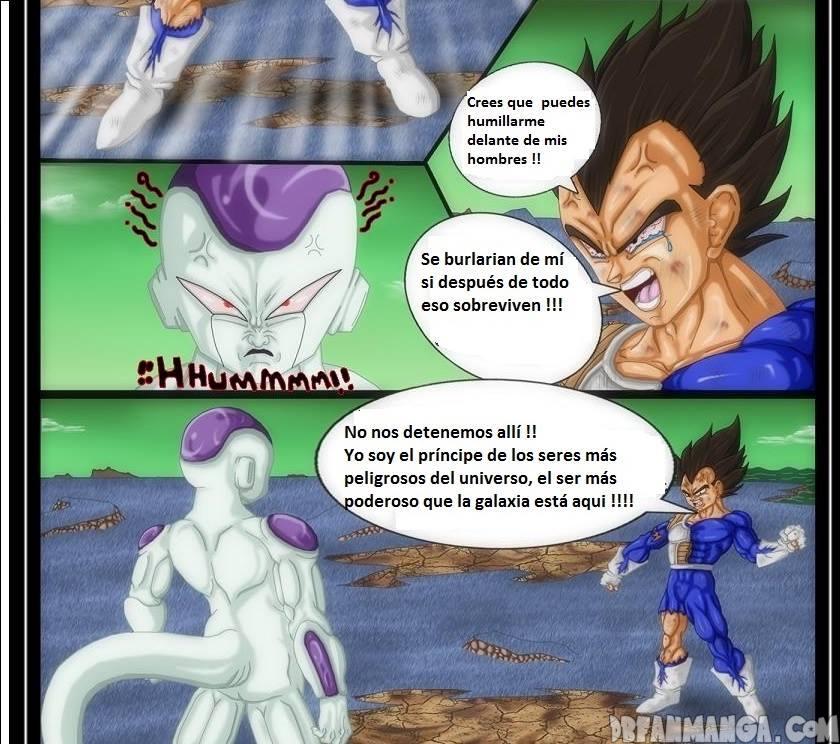 Crees que puedes
humillarme
delante de mis
hombres !!
Se burlarian de mí
si después de todo
eso sobreviven !!!
::HHUMMMMM!!
No nos detenemos allí !!
Yo soy el príncipe de los seres más
peligrosos del universo, el ser más
poderoso que la galaxia está aqui !!!!
DBFANMANGA.COM